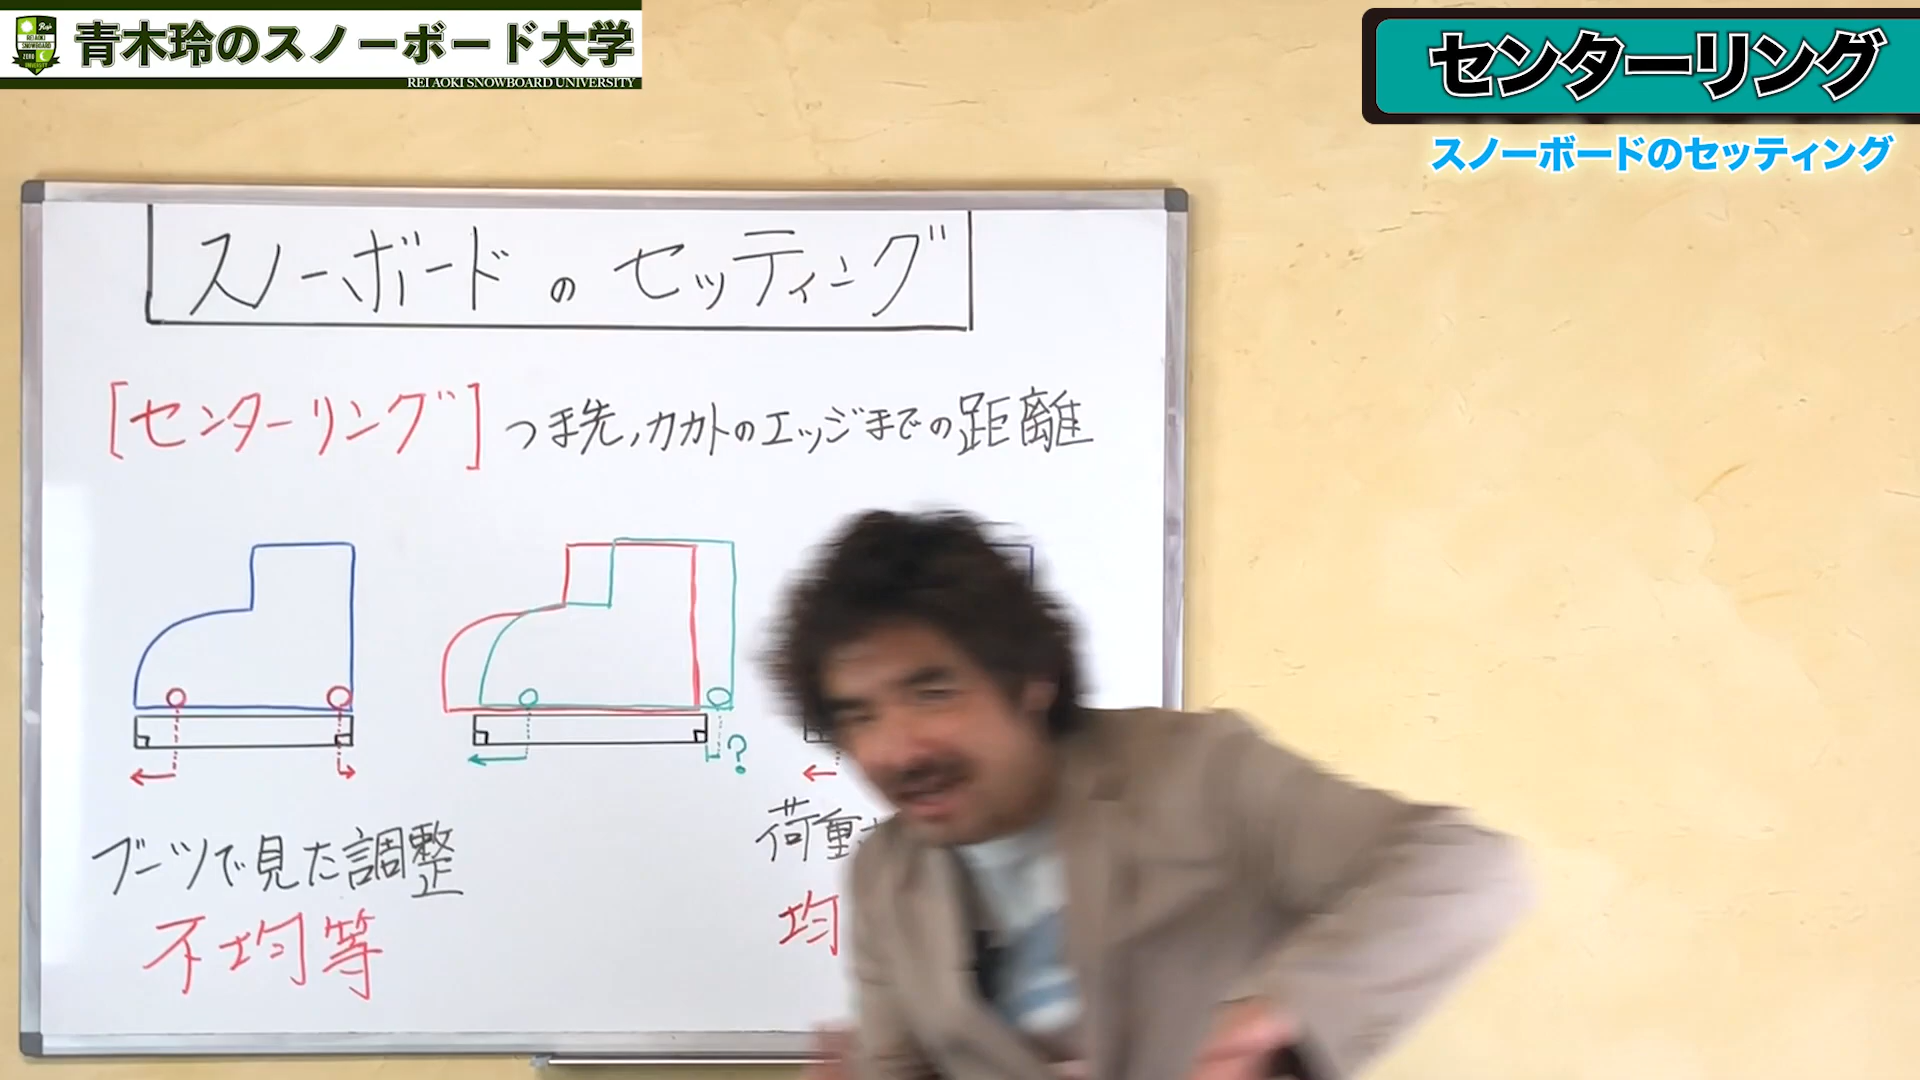 青木玲のスノーボード大学
REI AOKI SNOWBOARD UNIVERSITY
センターリング
スノーボードのセッティング
スノーボードのセッティング
[センターリング] つま先,カカトのエッジまでの距離
?
ブーツで見た調整
不均等
荷重
均